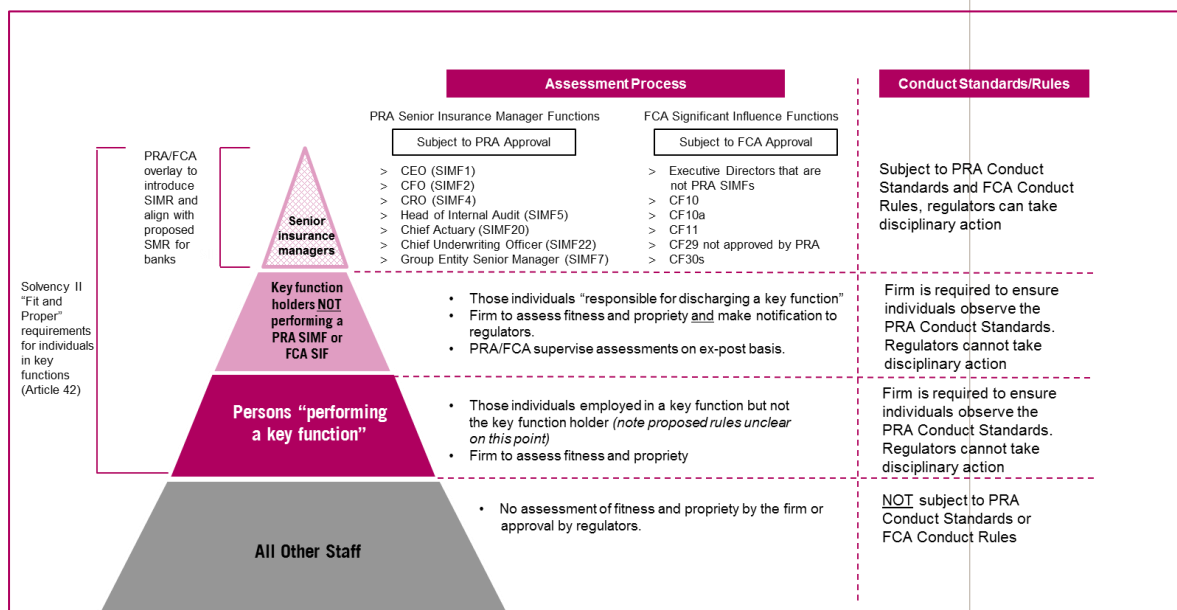 Assessment Process
Conduct Standards/Rules
PRA Senior Insurance Manager Functions
FCA Significant Influence Functions
Subject to PRA Approval
Subject to FCA Approval
> CEO (SIMF1)
> CFO (SIMF2)
> CRO (SIMF4)
> Head of Internal Audit (SIMF5)
> Chief Actuary (SIMF20)
> Chief Underwriting Officer (SIMF22)
> Group Entity Senior Manager (SIMF7)
> Executive Directors that are
not PRA SIMFs
> CF10
> CF10a
> CF11
> CF29 not approved by PRA
> CF30s
Subject to PRA Conduct
Standards and FCA Conduct
Rules, regulators can take
disciplinary action
PRA/FCA
overlay to
introduce
SIMR and
align with
proposed
SMR for
banks
Senior
insurance
managers
Solvency II
“Fit and
Proper”
requirements
for individuals
in key
functions
(Article 42)
Key function
holders NOT
performing a
PRA SIMF or
FCA SIF
• Those individuals “responsible for discharging a key function”
• Firm to assess fitness and propriety and make notification to
regulators.
• PRA/FCA supervise assessments on ex-post basis.
Firm is required to ensure
individuals observe the
PRA Conduct Standards.
Regulators cannot take
disciplinary action
Persons “performing
a key function”
• Those individuals employed in a key function but not
the key function holder (note proposed rules unclear
on this point)
• Firm to assess fitness and propriety
Firm is required to ensure
individuals observe the
PRA Conduct Standards.
Regulators cannot take
disciplinary action
All Other Staff
• No assessment of fitness and propriety by the firm or
approval by regulators.
NOT subject to PRA
Conduct Standards or
FCA Conduct Rules